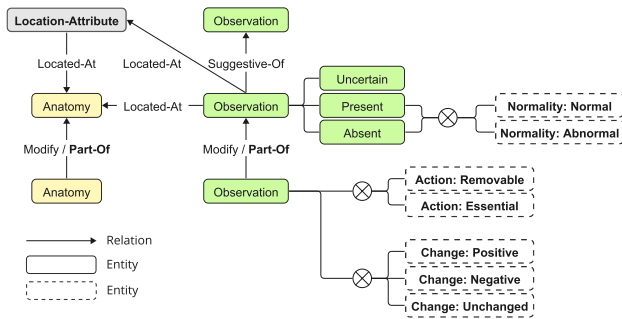 Location-Attribute
Observation
Located-At
Located-At
Suggestive-Of
Uncertain
Anatomy
Located-At
Observation
Present
Normality: Normal
Absent
Normality: Abnormal
Modify / Part-Of
Modify / Part-Of
Anatomy
Observation
Action: Removable
Action: Essential
Relation
Entity
Entity
Change: Positive
Change: Negative
Change: Unchanged